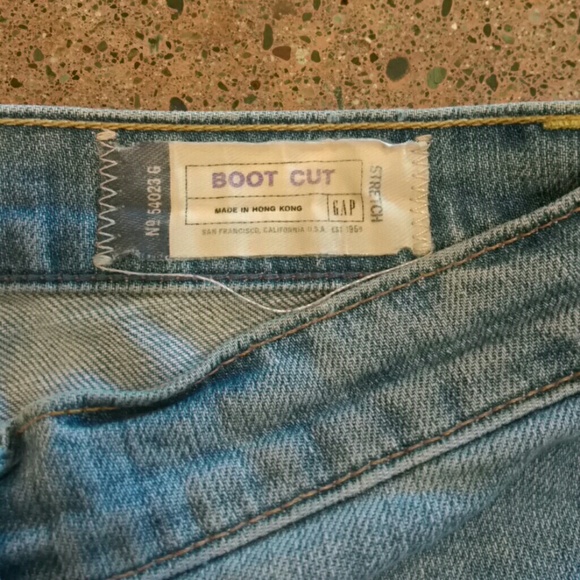 Nº 54023 G
BOOT CUT
MADE IN HONG KONG
GAP
SAN FRANCISCO, CALIFORNIA U.S.A. EST. 1969
STRETCH